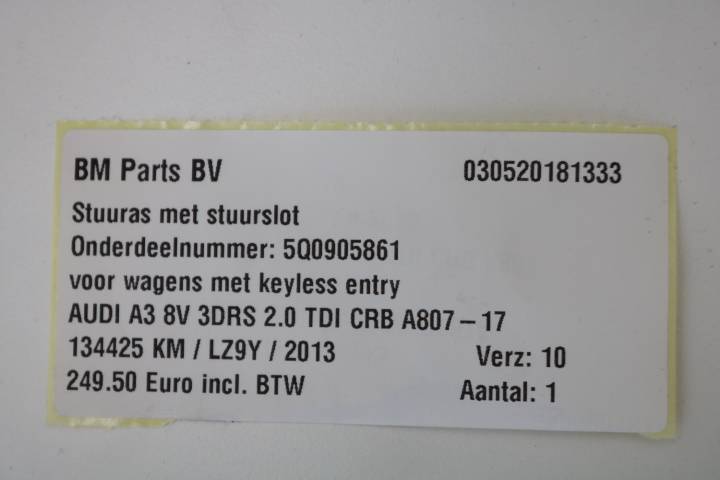 BM Parts BV 030520181333
Stuuras met stuurslot
Onderdeelnummer: 5Q0905861
voor wagens met keyless entry
AUDI A3 8V 3DRS 2.0 TDI CRB A807 – 17
134425 KM / LZ9Y / 2013 Verz: 10
249.50 Euro incl. BTW Aantal: 1